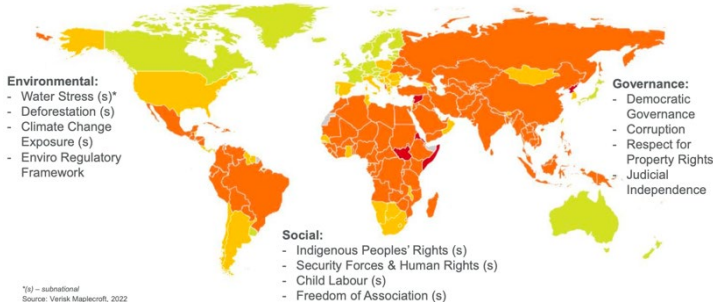 Environmental:
- Water Stress (s)*
- Deforestation (s)
- Climate Change
Exposure (s)
- Enviro Regulatory
Framework
Governance:
- Democratic
Governance
- Corruption
- Respect for
Property Rights
- Judicial
Independence
Social:
- Indigenous Peoples' Rights (s)
- Security Forces & Human Rights (s)
- Child Labour (s)
- Freedom of Association (s)
*(s) – subnational
Source: Verisk Maplecroft, 2022